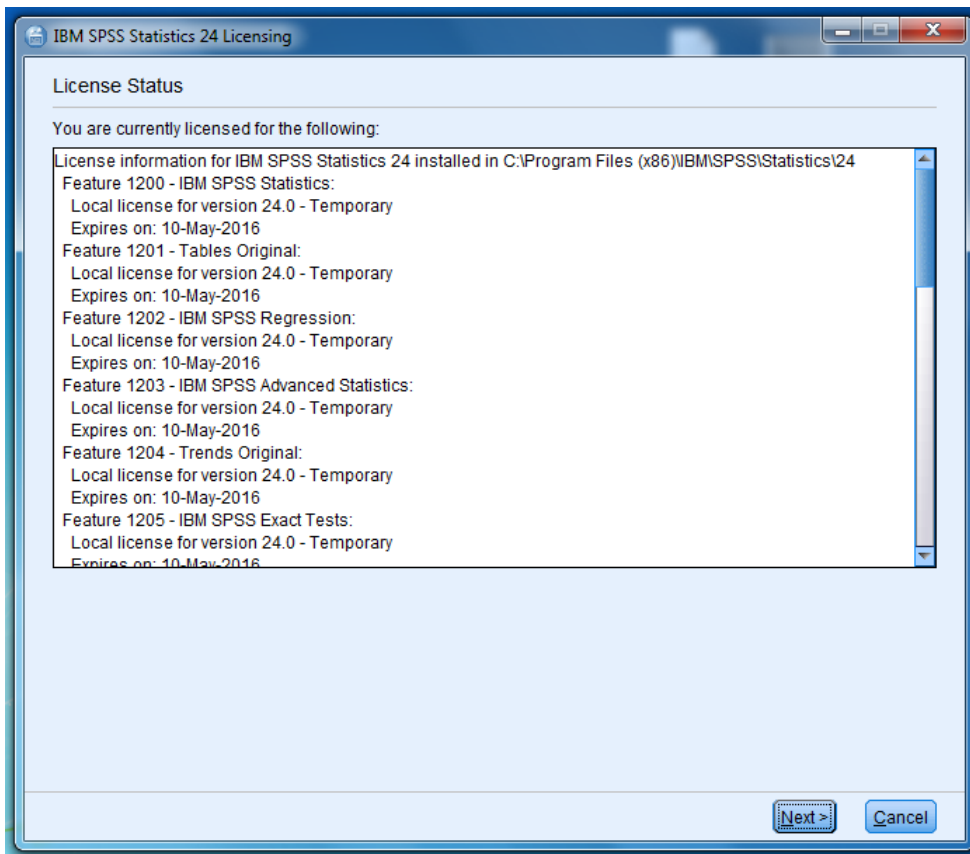 IBM SPSS Statistics 24 Licensing
License Status
You are currently licensed for the following:
License information for IBM SPSS Statistics 24 installed in C:\Program Files (x86)\IBM\SPSS\Statistics\24
Feature 1200 - IBM SPSS Statistics:
Local license for version 24.0 - Temporary
Expires on: 10-May-2016
Feature 1201 - Tables Original:
Local license for version 24.0 - Temporary
Expires on: 10-May-2016
Feature 1202 - IBM SPSS Regression:
Local license for version 24.0 - Temporary
Expires on: 10-May-2016
Feature 1203 - IBM SPSS Advanced Statistics:
Local license for version 24.0 - Temporary
Expires on: 10-May-2016
Feature 1204 - Trends Original:
Local license for version 24.0 - Temporary
Expires on: 10-May-2016
Feature 1205 - IBM SPSS Exact Tests:
Local license for version 24.0 - Temporary
Expires on: 10-May-2016
Next >
Cancel